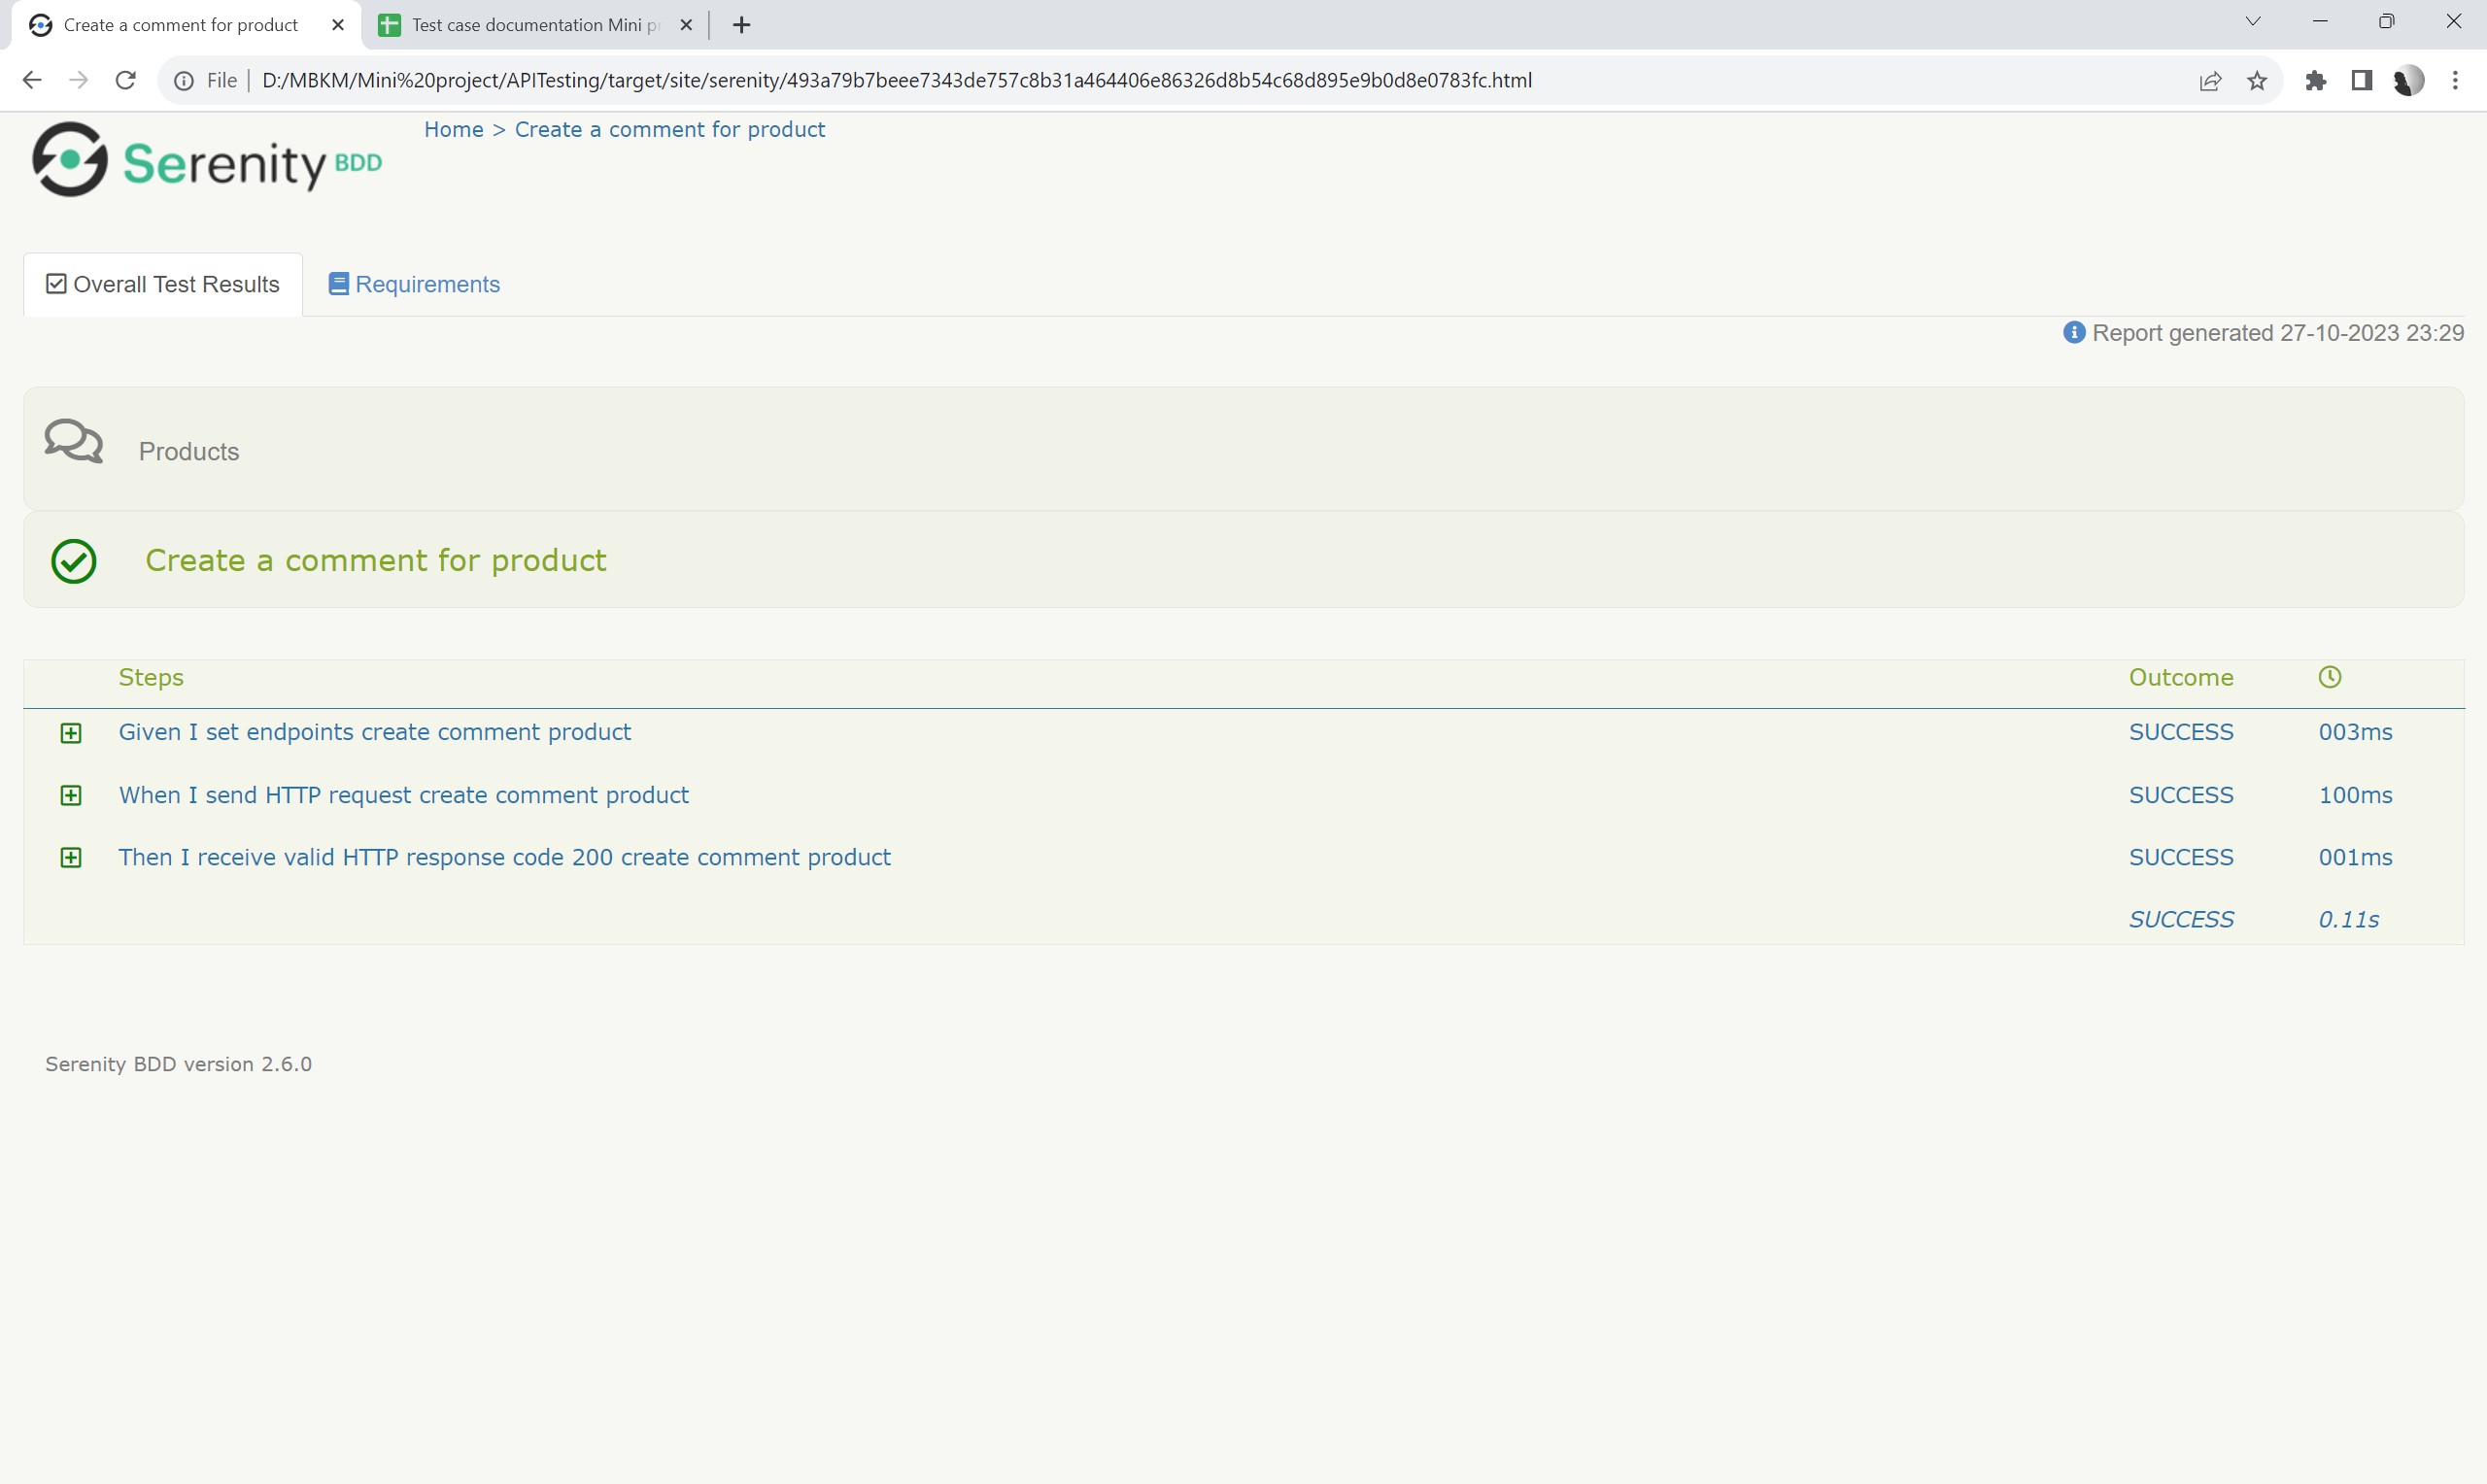 Create a comment for product
Test case documentation Mini p
File
D:/MBKM/Mini%20project/APITesting/target/site/serenity/493a79b7beee7343de757c8b31a464406e86326d8b54c68d895e9b0d8e0783fc.html
Serenity BDD
Home > Create a comment for product
Overall Test Results
Requirements
Report generated 27-10-2023 23:29
Products
Create a comment for product
Steps Outcome
Given I set endpoints create comment product SUCCESS 003ms
When I send HTTP request create comment product SUCCESS 100ms
Then I receive valid HTTP response code 200 create comment product SUCCESS 001ms
SUCCESS 0.11s
Serenity BDD version 2.6.0